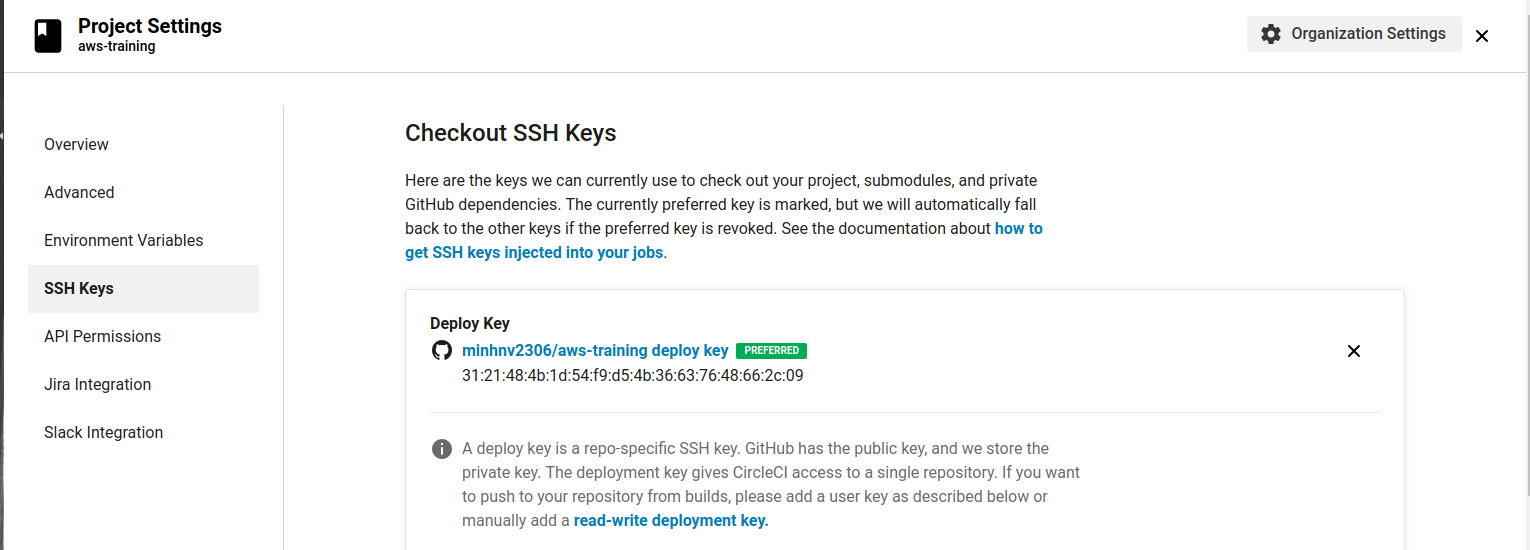 Project Settings
aws-training
Organization Settings
Overview
Advanced
Environment Variables
SSH Keys
API Permissions
Jira Integration
Slack Integration
Checkout SSH Keys
Here are the keys we can currently use to check out your project, submodules, and private
GitHub dependencies. The currently preferred key is marked, but we will automatically fall
back to the other keys if the preferred key is revoked. See the documentation about how to
get SSH keys injected into your jobs.
Deploy Key
minhnv2306/aws-training deploy key PREFERRED
31:21:48:4b:1d:54:f9:d5:4b:36:63:76:48:66:2c:09
A deploy key is a repo-specific SSH key. GitHub has the public key, and we store the
private key. The deployment key gives CircleCI access to a single repository. If you want
to push to your repository from builds, please add a user key as described below or
manually add a read-write deployment key.